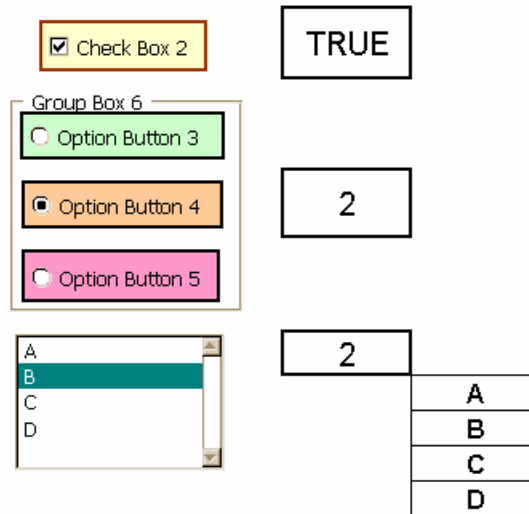 Check Box 2
TRUE
Group Box 6
Option Button 3
Option Button 4
2
Option Button 5
A
B
C
D
2
A
B
C
D